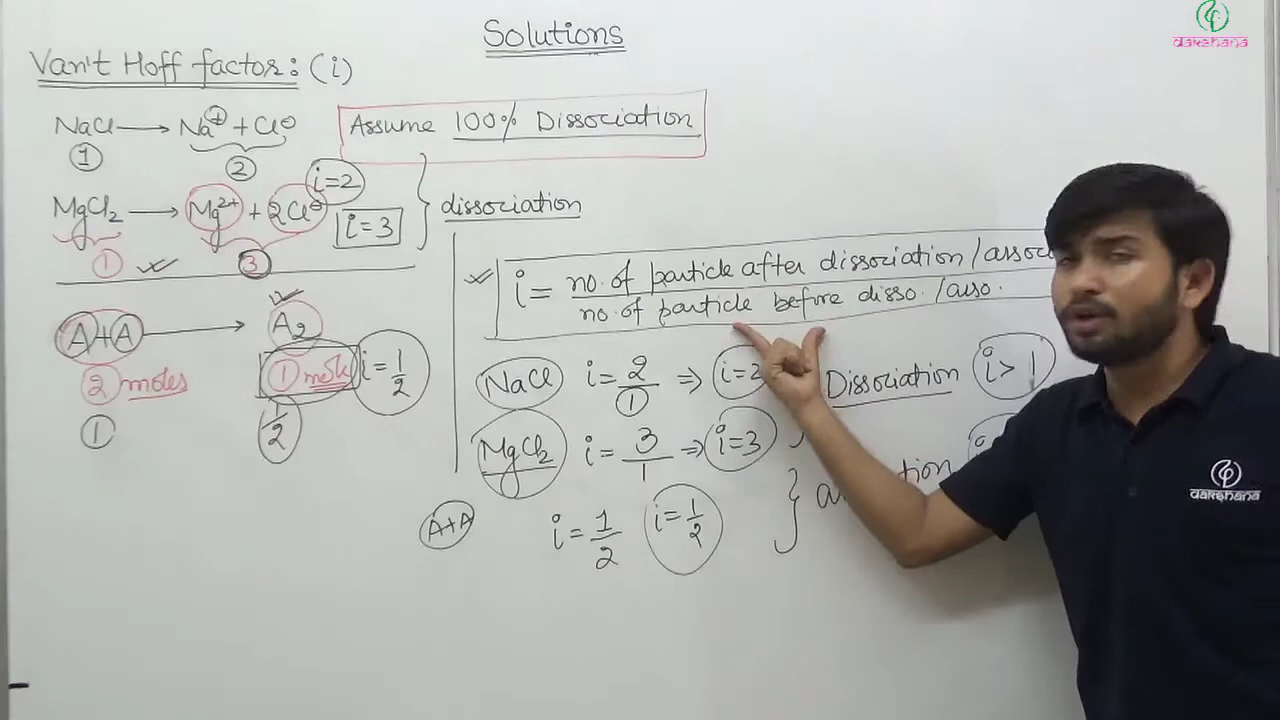 Solutions
dakshana
Van't Hoff factor: (i)
NaCl → Na⊕ + Cl⊖
1
2
Assume 100% Dissociation
i=2
MgCl₂ → Mg²⁺ + 2Cl⊖
i=3
1
3
dissociation
i = no. of particle after dissociation /
no. of particle before disso. /asso.
A+A → A₂
2 moles
1 mole
i=1/2
1
1/2
NaCl i=2/1 ⇒ i=2
Dissociation i>1
MgCl₂ i=3/1 ⇒ i=3
A+A i=1/2 i=1/2
dakshana